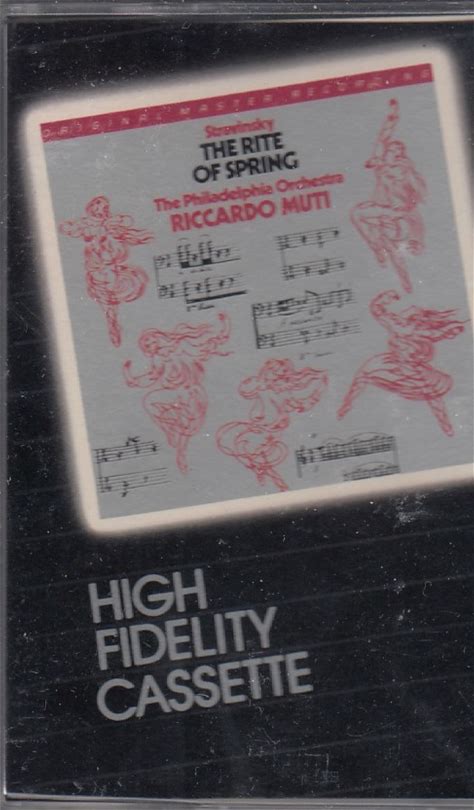 ORIGINAL MASTER RECORDING
Stravinsky
THE RITE
OF SPRING
The Philadelphia Orchestra
RICCARDO MUTI
HIGH
FIDELITY
CASSETTE